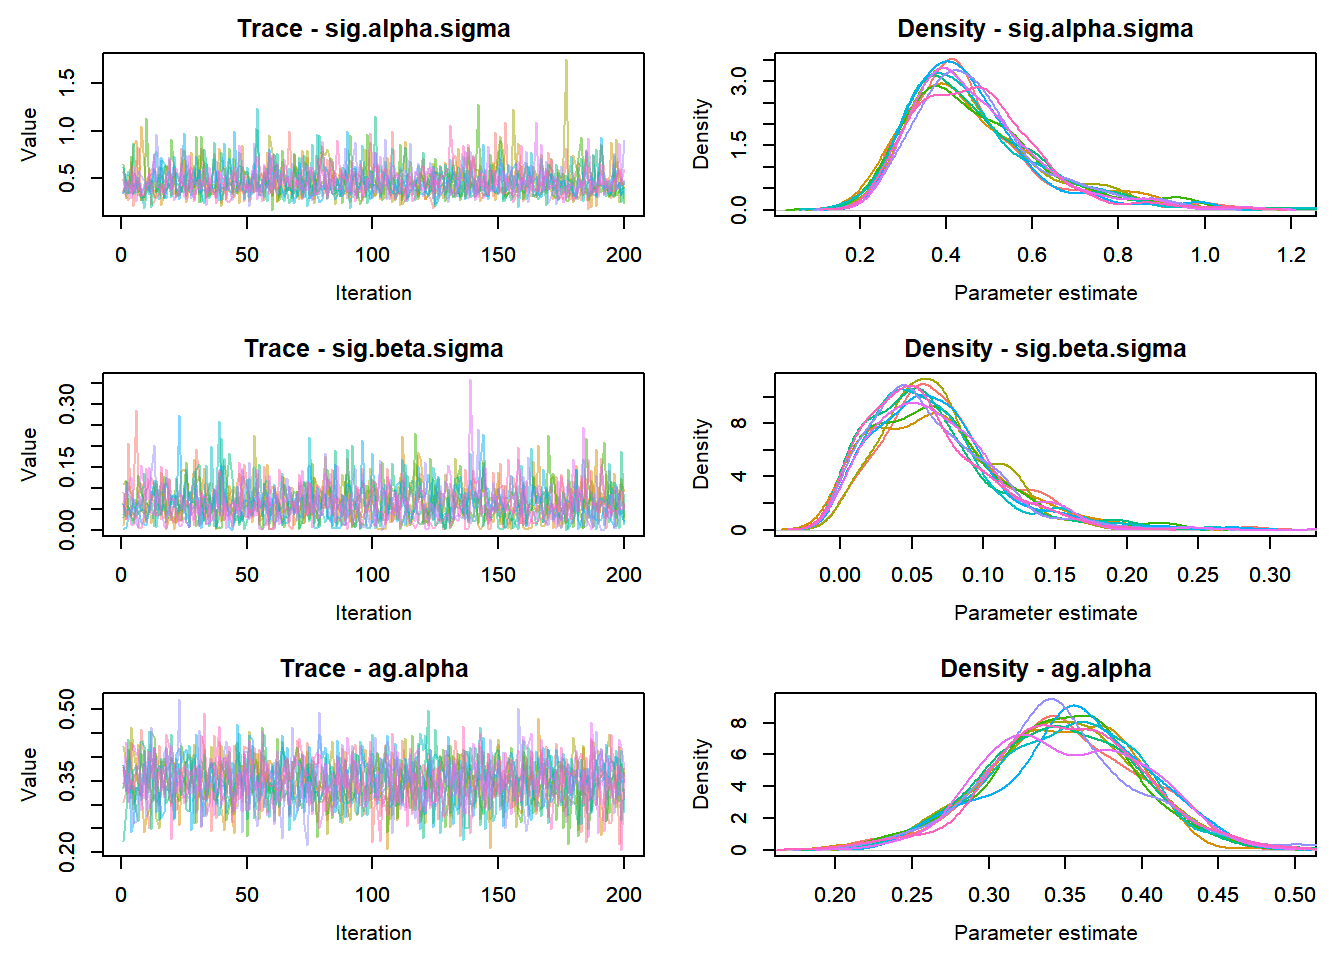 Trace - sig.alpha.sigma
Value
0.5 1.0 1.5
0 50 100 150 200
Iteration
Density - sig.alpha.sigma
Density
0.0 1.5 3.0
0.2 0.4 0.6 0.8 1.0 1.2
Parameter estimate
Trace - sig.beta.sigma
Value
0.00 0.15 0.30
0 50 100 150 200
Iteration
Density - sig.beta.sigma
Density
0 4 8
0.00 0.05 0.10 0.15 0.20 0.25 0.30
Parameter estimate
Trace - ag.alpha
Value
0.20 0.35 0.50
0 50 100 150 200
Iteration
Density - ag.alpha
Density
0 2 4 6 8
0.20 0.25 0.30 0.35 0.40 0.45 0.50
Parameter estimate